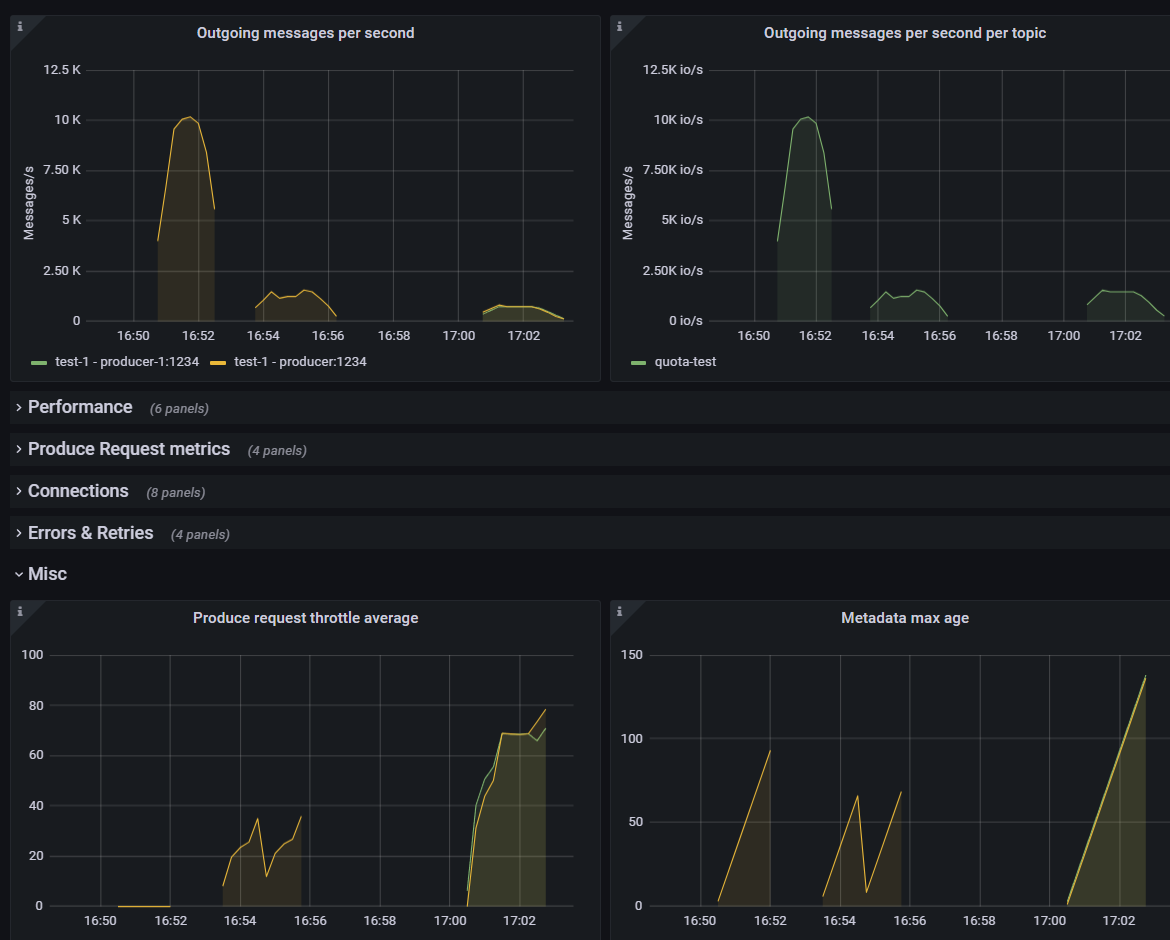 i
Outgoing messages per second
12.5 K
10 K
7.50 K
5 K
2.50 K
0
Messages/s
16:50 16:52 16:54 16:56 16:58 17:00 17:02
test-1 - producer-1:1234 test-1 - producer:1234
i
Outgoing messages per second per topic
12.5K io/s
10K io/s
7.50K io/s
5K io/s
2.50K io/s
0 io/s
Messages/s
16:50 16:52 16:54 16:56 16:58 17:00 17:02
quota-test
Performance (6 panels)
Produce Request metrics (4 panels)
Connections (8 panels)
Errors & Retries (4 panels)
Misc
i
Produce request throttle average
100
80
60
40
20
0
16:50 16:52 16:54 16:56 16:58 17:00 17:02
i
Metadata max age
150
100
50
0
16:50 16:52 16:54 16:56 16:58 17:00 17:02